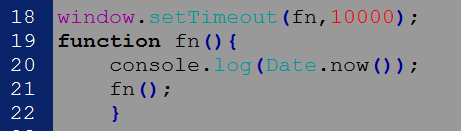 18 window.setTimeout(fn,10000);
19 function fn(){
20 console.log(Date.now());
21 fn();
22 }